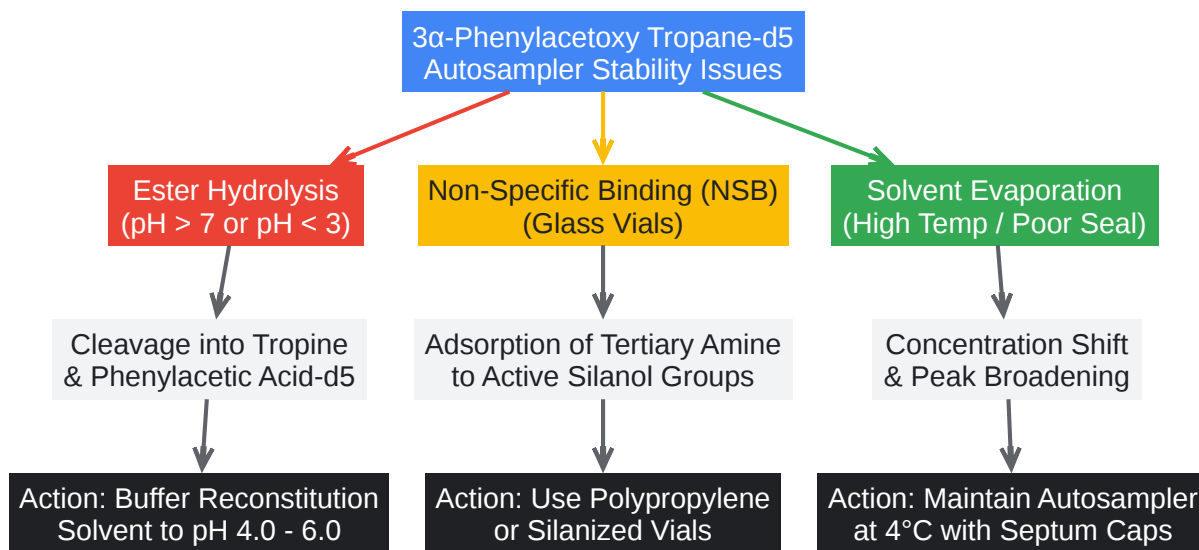 3α-Phenylacetoxy Tropane-d5
Autosampler Stability Issues
Ester Hydrolysis
(pH > 7 or pH < 3)
Non-Specific Binding (NSB)
(Glass Vials)
Solvent Evaporation
(High Temp / Poor Seal)
Cleavage into Tropine
& Phenylacetic Acid-d5
Adsorption of Tertiary Amine
to Active Silanol Groups
Concentration Shift
& Peak Broadening
Action: Buffer Reconstitution
Solvent to pH 4.0 - 6.0
Action: Use Polypropylene
or Silanized Vials
Action: Maintain Autosampler
at 4°C with Septum Caps